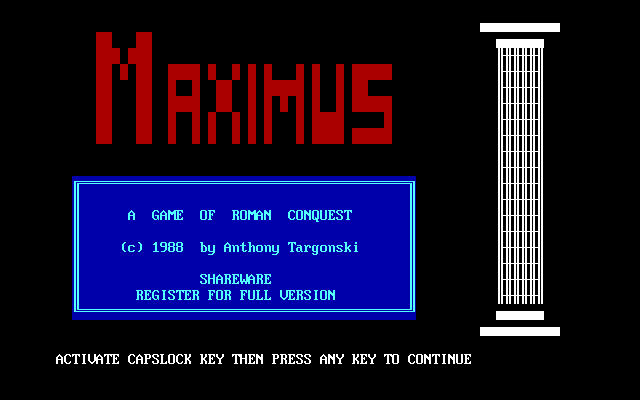 MAXIMUS
A GAME OF ROMAN CONQUEST
(c) 1988 by Anthony Targonski
SHAREWARE
REGISTER FOR FULL VERSION
ACTIVATE CAPSLOCK KEY THEN PRESS ANY KEY TO CONTINUE